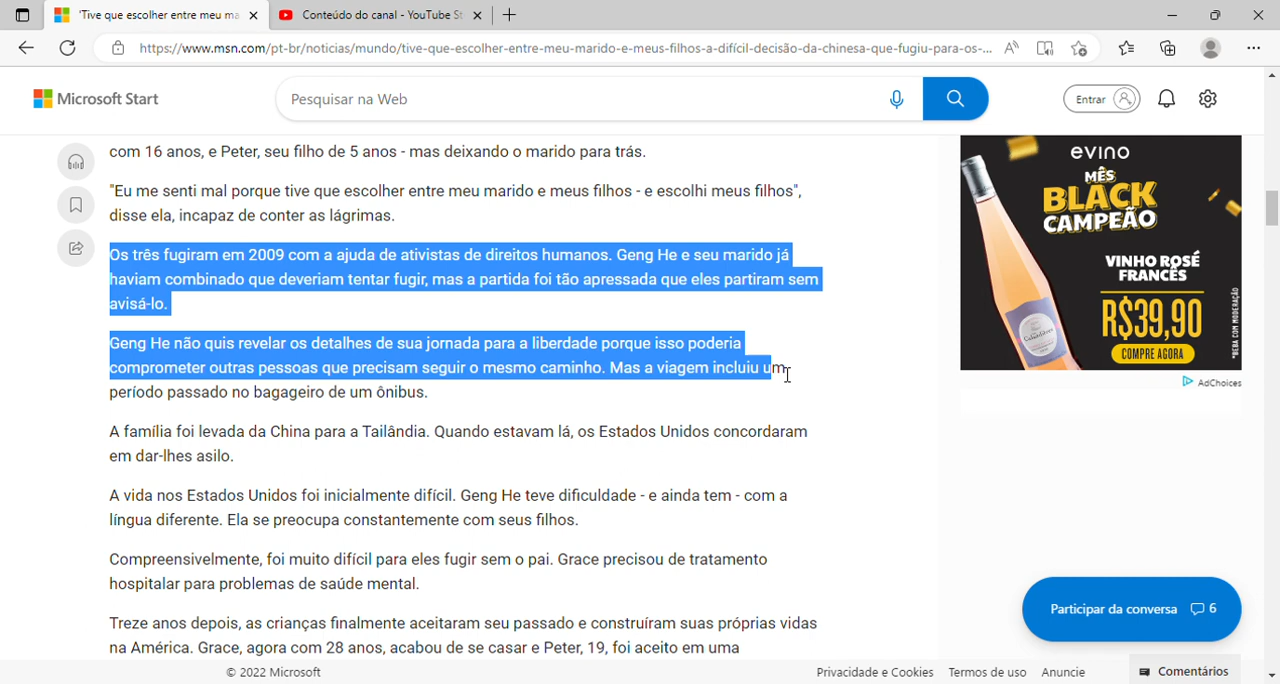 'Tive que escolher entre meu ma
Conteúdo do canal - YouTube St
https://www.msn.com/pt-br/noticias/mundo/tive-que-escolher-entre-meu-marido-e-meus-filhos-a-difícil-decisão-da-chinesa-que-fugiu-para-os-...
Microsoft Start
Pesquisar na Web
Entrar
com 16 anos, e Peter, seu filho de 5 anos - mas deixando o marido para trás.
"Eu me senti mal porque tive que escolher entre meu marido e meus filhos - e escolhi meus filhos",
disse ela, incapaz de conter as lágrimas.
Os três fugiram em 2009 com a ajuda de ativistas de direitos humanos. Geng He e seu marido já
haviam combinado que deveriam tentar fugir, mas a partida foi tão apressada que eles partiram sem
avisá-lo.
Geng He não quis revelar os detalhes de sua jornada para a liberdade porque isso poderia
comprometer outras pessoas que precisam seguir o mesmo caminho. Mas a viagem incluiu um
período passado no bagageiro de um ônibus.
A família foi levada da China para a Tailândia. Quando estavam lá, os Estados Unidos concordaram
em dar-lhes asilo.
A vida nos Estados Unidos foi inicialmente difícil. Geng He teve dificuldade - e ainda tem - com a
língua diferente. Ela se preocupa constantemente com seus filhos.
Compreensivelmente, foi muito difícil para eles fugir sem o pai. Grace precisou de tratamento
hospitalar para problemas de saúde mental.
Treze anos depois, as crianças finalmente aceitaram seu passado e construíram suas próprias vidas
na América. Grace, agora com 28 anos, acabou de se casar e Peter, 19, foi aceito em uma
evino
MÊS
BLACK
CAMPEÃO
VINHO ROSÉ
FRANCÊS
R$39,90
COMPRE AGORA
*BEBA COM MODERAÇÃO
AdChoices
Participar da conversa 6
© 2022 Microsoft
Privacidade e Cookies
Termos de uso
Anuncie
Comentários